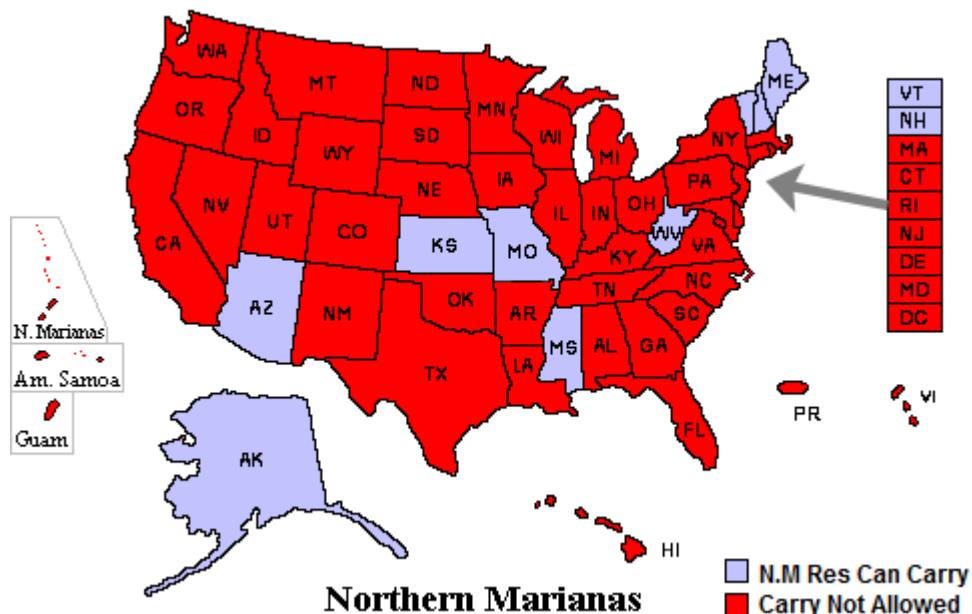 WA
MT
ND
MN
ME
OR
ID
SD
WI
NY
WY
MI
IA
PA
NE
NV
UT
CO
IL
IN
OH
CA
KS
MO
WV
VA
KY
AZ
NM
OK
AR
TN
NC
SC
MS
AL
GA
TX
LA
FL
AK
HI
VT
NH
MA
CT
RI
NJ
DE
MD
DC
N. Marianas
Am. Samoa
Guam
PR
VI
Northern Marianas
N.M Res Can Carry
Carry Not Allowed